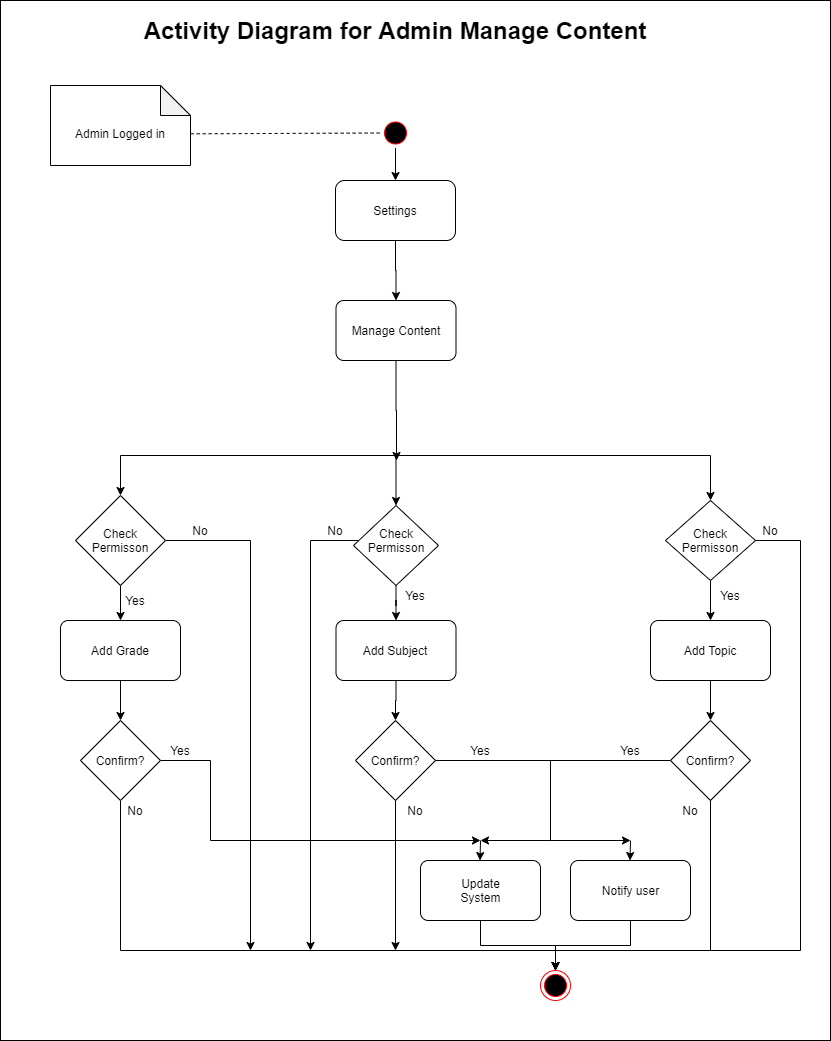 Activity Diagram for Admin Manage Content
Admin Logged in
Settings
Manage Content
Check
Permisson
No
Yes
No
Check
Permisson
Yes
Check
Permisson
No
Yes
Add Grade
Add Subject
Add Topic
Confirm?
Yes
No
Confirm?
Yes
No
Yes
Confirm?
No
Update
System
Notify user